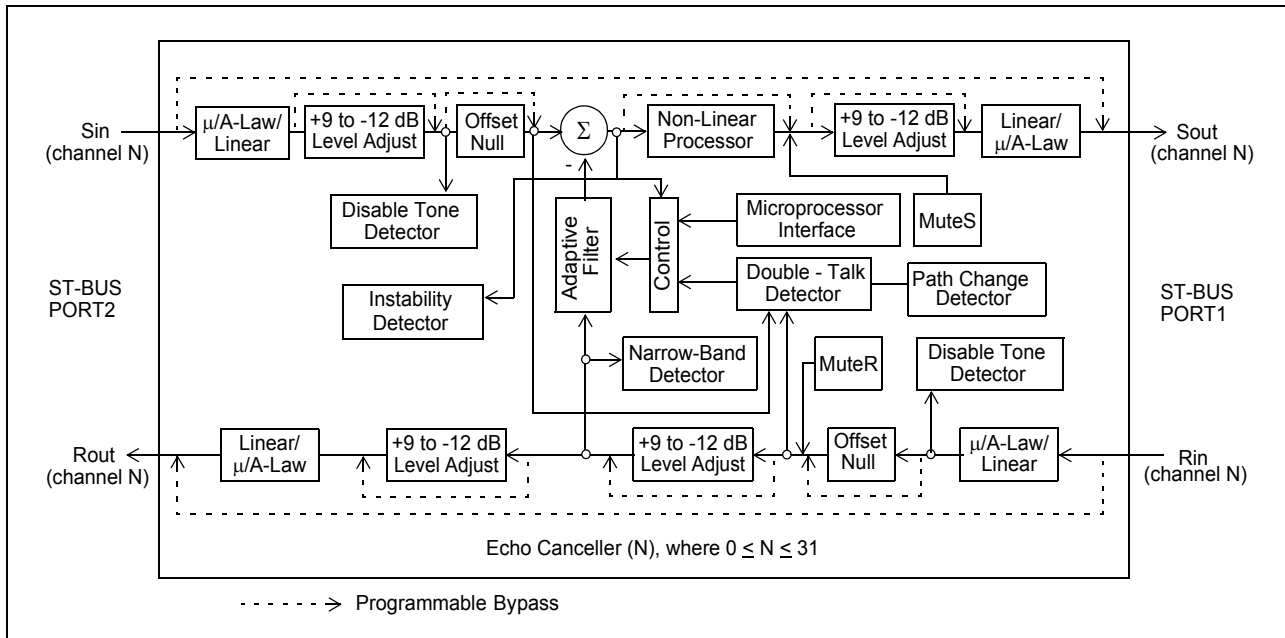 Sin
(channel N)
μ/A-Law/
Linear
+9 to -12 dB
Level Adjust
Offset
Null
Σ
-
Non-Linear
Processor
+9 to -12 dB
Level Adjust
Linear/
μ/A-Law
Sout
(channel N)
Disable Tone
Detector
Adaptive
Filter
Control
Microprocessor
Interface
MuteS
ST-BUS
PORT2
Instability
Detector
Double - Talk
Detector
Path Change
Detector
ST-BUS
PORT1
Narrow-Band
Detector
MuteR
Disable Tone
Detector
Rout
(channel N)
Linear/
μ/A-Law
+9 to -12 dB
Level Adjust
+9 to -12 dB
Level Adjust
Offset
Null
μ/A-Law/
Linear
Rin
(channel N)
Echo Canceller (N), where 0 ≤ N ≤ 31
Programmable Bypass